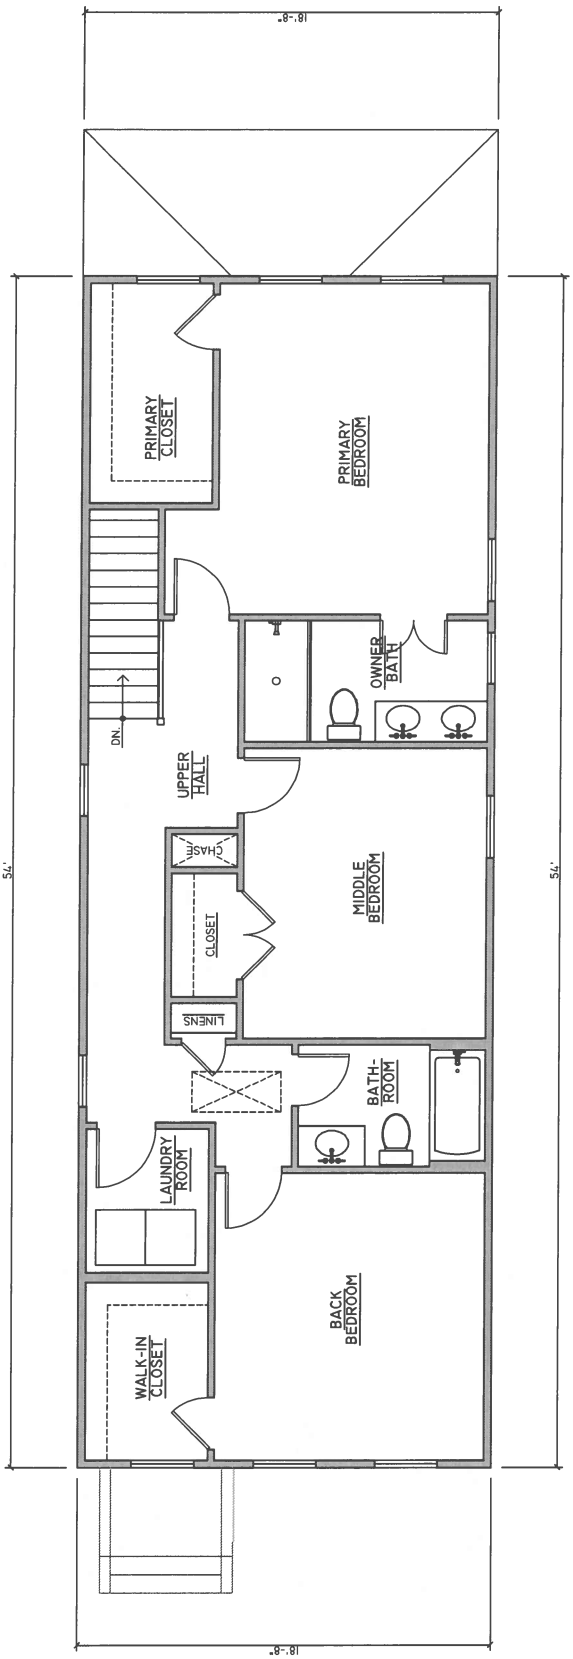 18'-8"
PRIMARY
CLOSET
PRIMARY
BEDROOM
OWNER
BATH
DN.
UPPER
HALL
CHASE
MIDDLE
BEDROOM
54'
54'
CLOSET
LINENS
BATH-
ROOM
LAUNDRY
ROOM
BACK
BEDROOM
WALK-IN
CLOSET
18'-8"